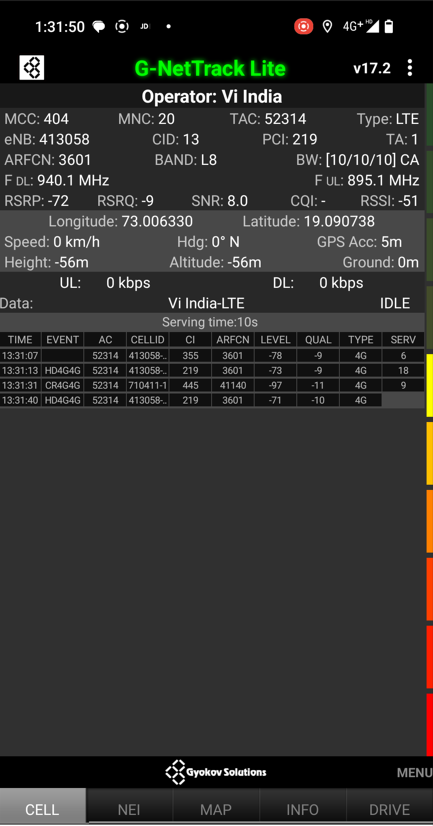 1:31:50 JD 4G+ HD
G-NetTrack Lite v17.2
Operator: Vi India
MCC: 404 MNC: 20 TAC: 52314 Type: LTE
eNB: 413058 CID: 13 PCI: 219 TA: 1
ARFCN: 3601 BAND: L8 BW: [10/10/10] CA
F DL: 940.1 MHz F UL: 895.1 MHz
RSRP: -72 RSRQ: -9 SNR: 8.0 CQI: - RSSI: -51
Longitude: 73.006330 Latitude: 19.090738
Speed: 0 km/h Hdg: 0° N GPS Acc: 5m
Height: -56m Altitude: -56m Ground: 0m
UL: 0 kbps DL: 0 kbps
Data: Vi India-LTE IDLE
Serving time:10s
TIME EVENT AC CELLID CI ARFCN LEVEL QUAL TYPE SERV
13:31:07 52314 413058-.. 355 3601 -78 -9 4G 6
13:31:13 HD4G4G 52314 413058-.. 219 3601 -73 -9 4G 18
13:31:31 CR4G4G 52314 710411-1 445 41140 -97 -11 4G 9
13:31:40 HD4G4G 52314 413058-.. 219 3601 -71 -10 4G
Gyokov Solutions MENU
CELL NEI MAP INFO DRIVE